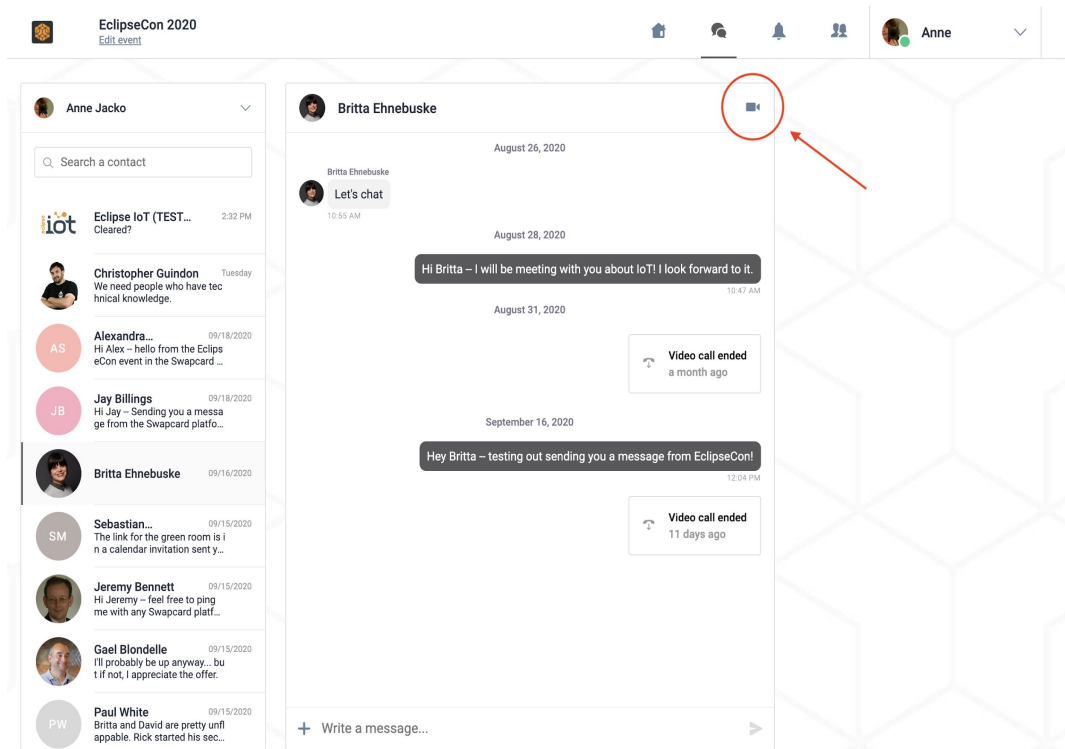 EclipseCon 2020
Edit event
Anne
Anne Jacko
Search a contact
eclipse
iot
Eclipse IoT (TEST...
2:32 PM
Cleared?
Christopher Guindon
Tuesday
We need people who have tec
hnical knowledge.
AS
Alexandra...
09/18/2020
Hi Alex – hello from the Eclips
eCon event in the Swapcard ...
JB
Jay Billings
09/18/2020
Hi Jay – Sending you a messa
ge from the Swapcard platfo...
Britta Ehnebuske
09/16/2020
SM
Sebastian...
09/15/2020
The link for the green room is i
n a calendar invitation sent y...
Jeremy Bennett
09/15/2020
Hi Jeremy – feel free to ping
me with any Swapcard platf...
Gael Blondelle
09/15/2020
I'll probably be up anyway... bu
t if not, I appreciate the offer.
PW
Paul White
09/15/2020
Britta and David are pretty unfl
appable. Rick started his sec...
Britta Ehnebuske
August 26, 2020
Britta Ehnebuske
Let's chat
10:55 AM
August 28, 2020
Hi Britta – I will be meeting with you about IoT! I look forward to it.
10:47 AM
August 31, 2020
Video call ended
a month ago
September 16, 2020
Hey Britta – testing out sending you a message from EclipseCon!
12:04 PM
Video call ended
11 days ago
Write a message...